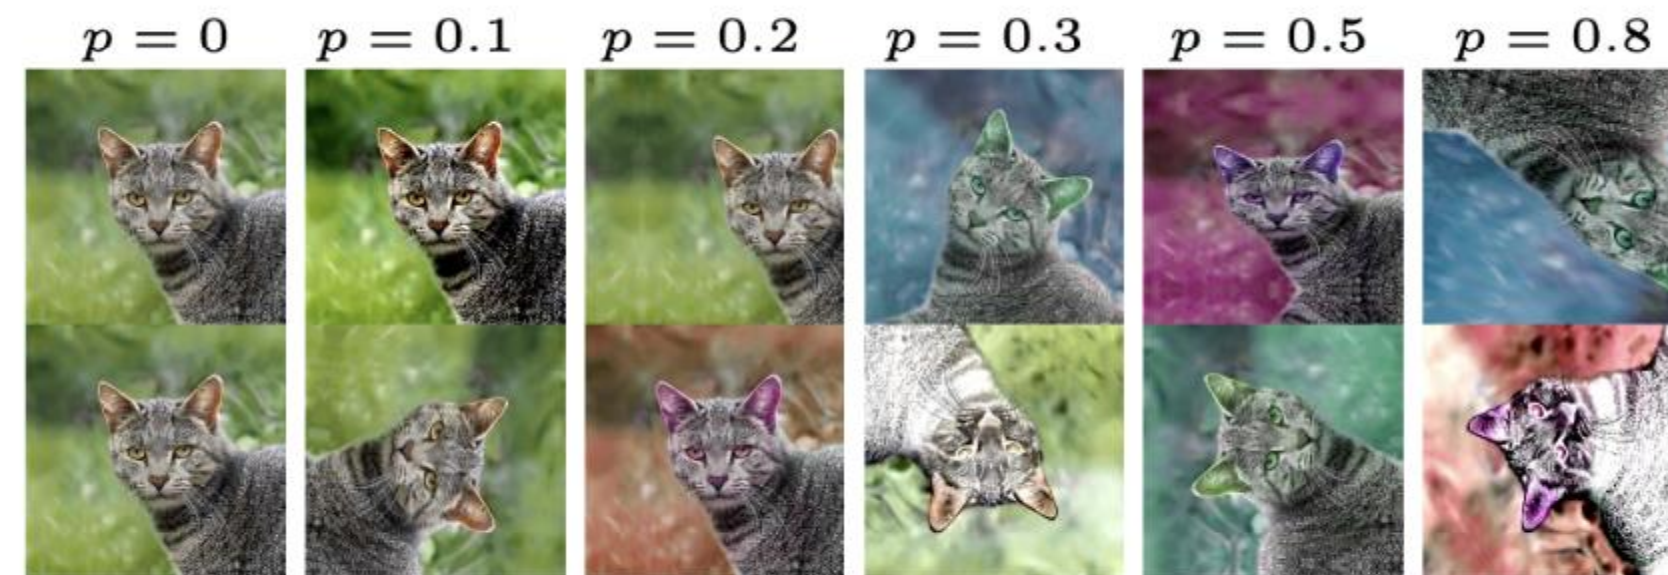 p = 0 p = 0.1 p = 0.2 p = 0.3 p = 0.5 p = 0.8